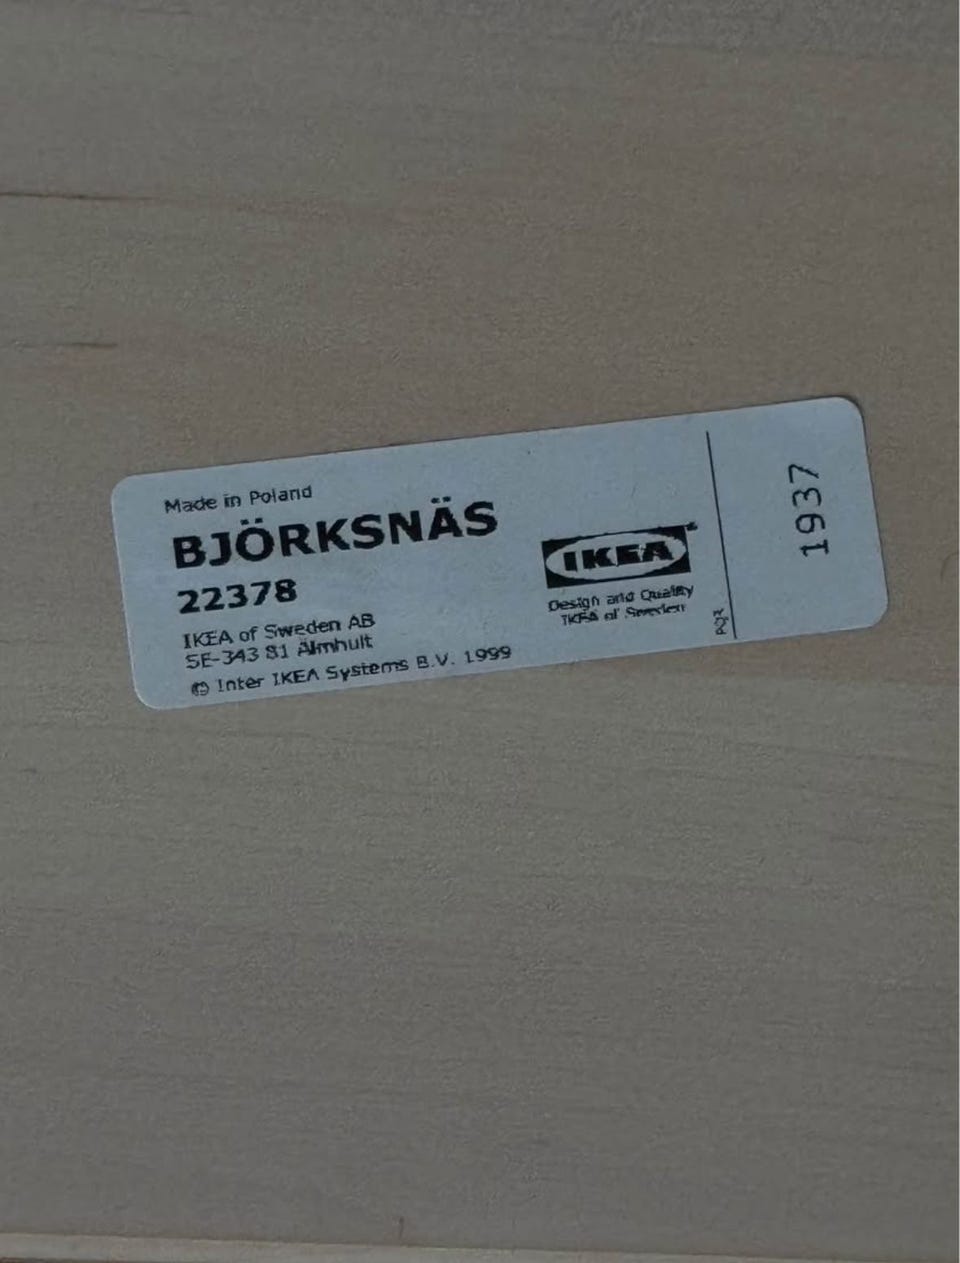 Made in Poland
BJÖRKSNÄS
22378
IKEA of Sweden AB
SE-343 81 Älmhult
© Inter IKEA Systems B.V. 1999
IKEA®
Design and Quality
IKEA of Sweden
1937